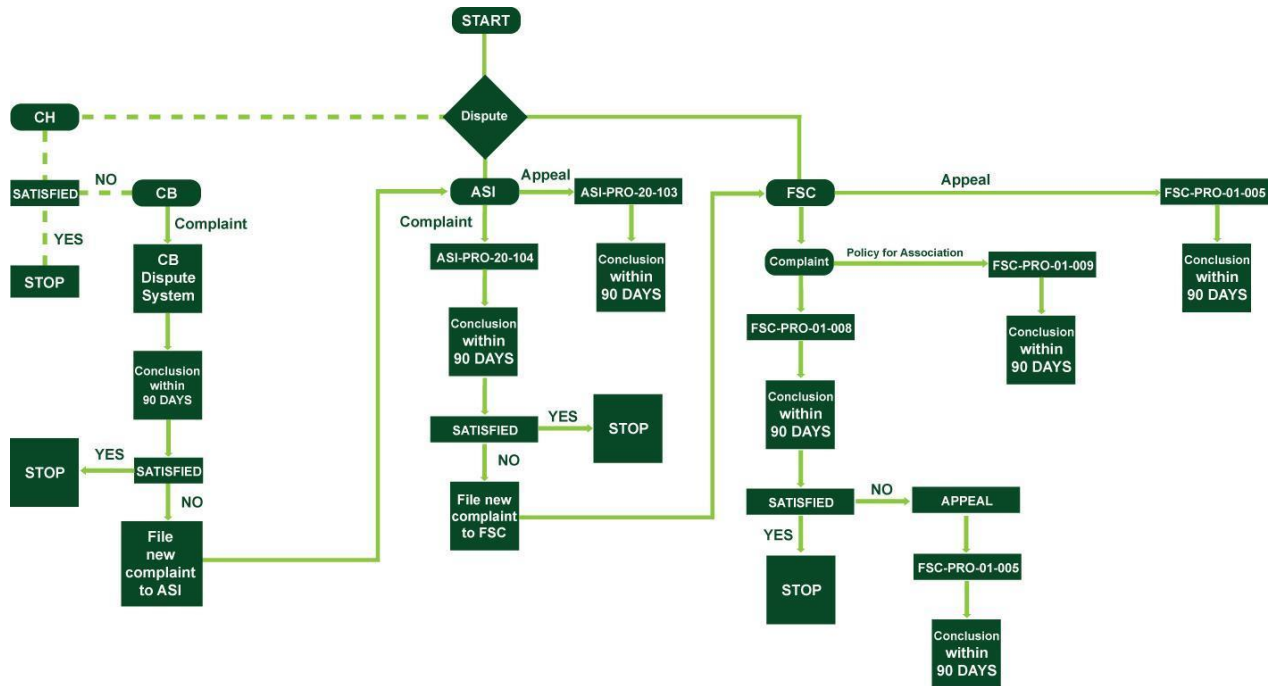 START
Dispute
CH
SATISFIED
NO
YES
STOP
CB
Complaint
CB
Dispute
System
Conclusion
within
90 DAYS
SATISFIED
YES
STOP
NO
File
new
complaint
to ASI
ASI
Appeal
ASI-PRO-20-103
Conclusion
within
90 DAYS
Complaint
ASI-PRO-20-104
Conclusion
within
90 DAYS
SATISFIED
YES
STOP
NO
File new
complaint
to FSC
FSC
Appeal
FSC-PRO-01-005
Conclusion
within
90 DAYS
Complaint
Policy for Association
FSC-PRO-01-009
Conclusion
within
90 DAYS
FSC-PRO-01-008
Conclusion
within
90 DAYS
SATISFIED
NO
APPEAL
YES
STOP
FSC-PRO-01-005
Conclusion
within
90 DAYS